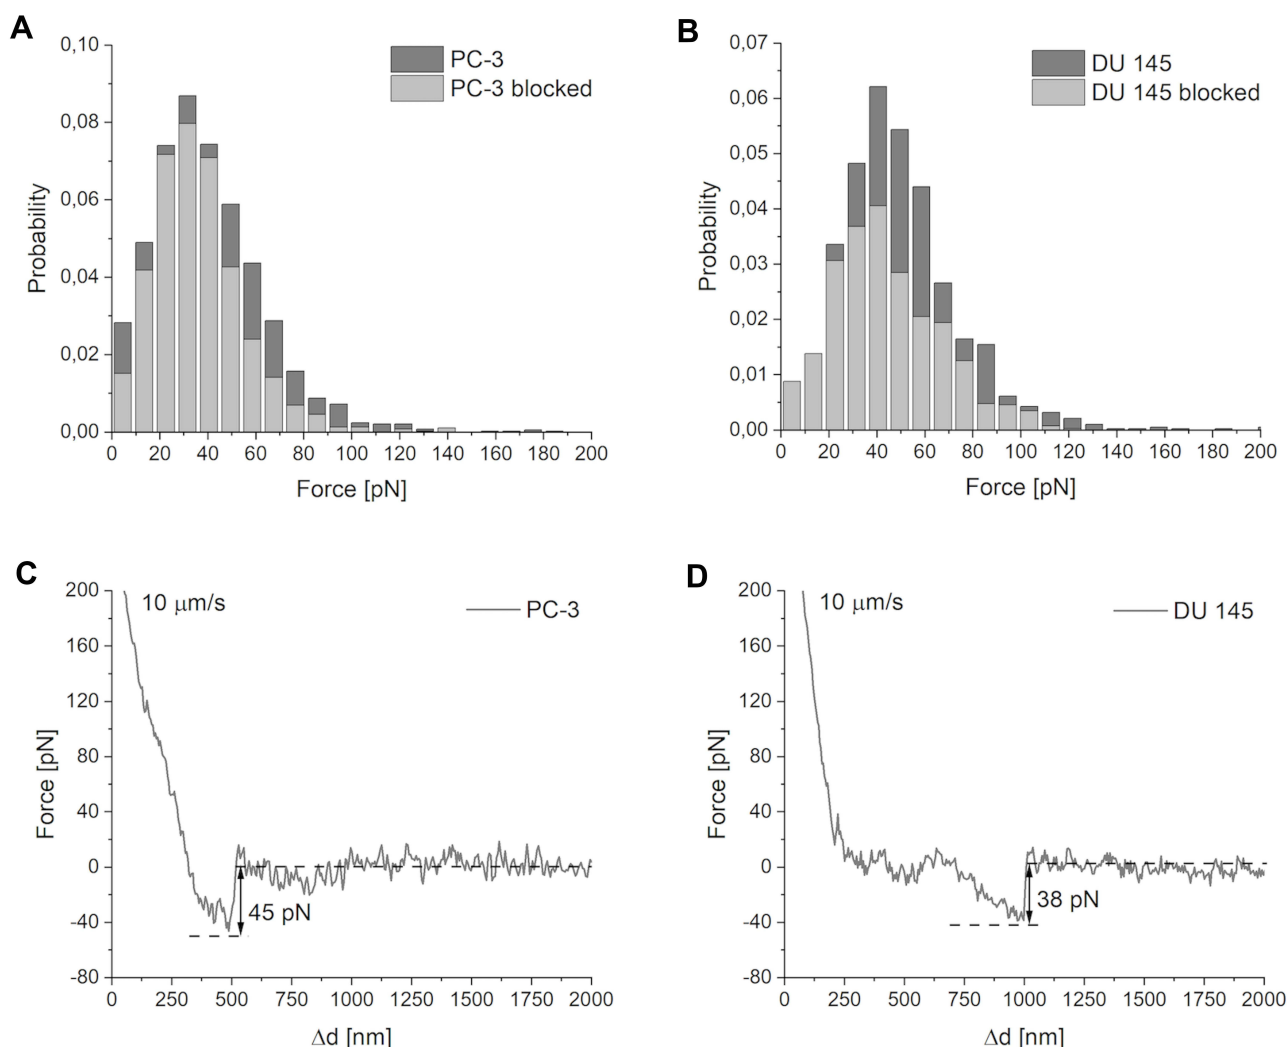 A
PC-3
PC-3 blocked
0,10
0,08
0,06
0,04
0,02
0,00
Probability
0 20 40 60 80 100 120 140 160 180 200
Force [pN]
B
DU 145
DU 145 blocked
0,07
0,06
0,05
0,04
0,03
0,02
0,01
0,00
Probability
0 20 40 60 80 100 120 140 160 180 200
Force [pN]
C
10 μm/s
PC-3
200
160
120
80
40
0
-40
-80
Force [pN]
45 pN
0 250 500 750 1000 1250 1500 1750 2000
Δd [nm]
D
10 μm/s
DU 145
200
160
120
80
40
0
-40
-80
Force [pN]
38 pN
0 250 500 750 1000 1250 1500 1750 2000
Δd [nm]